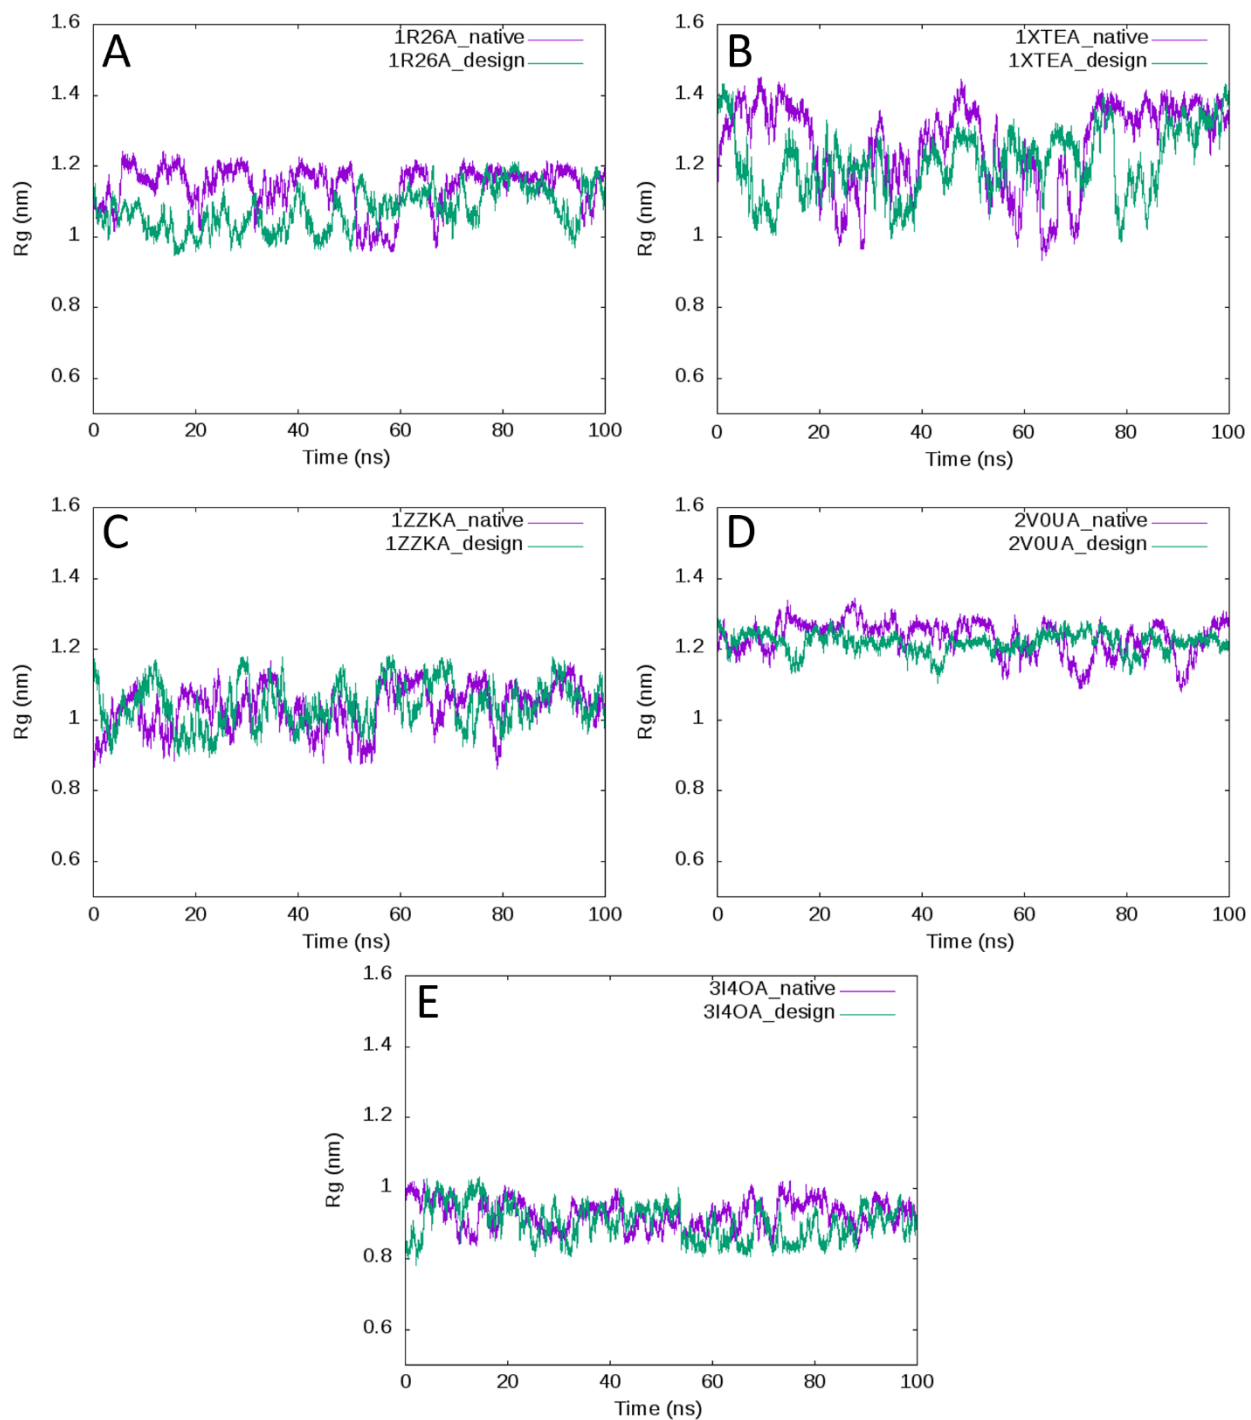 A
1R26A_native
1R26A_design
1.6
1.4
1.2
1
0.8
0.6
Rg (nm)
0 20 40 60 80 100
Time (ns)
B
1XTEA_native
1XTEA_design
1.6
1.4
1.2
1
0.8
0.6
Rg (nm)
0 20 40 60 80 100
Time (ns)
C
1ZZKA_native
1ZZKA_design
1.6
1.4
1.2
1
0.8
0.6
Rg (nm)
0 20 40 60 80 100
Time (ns)
D
2V0UA_native
2V0UA_design
1.6
1.4
1.2
1
0.8
0.6
Rg (nm)
0 20 40 60 80 100
Time (ns)
E
3I4OA_native
3I4OA_design
1.6
1.4
1.2
1
0.8
0.6
Rg (nm)
0 20 40 60 80 100
Time (ns)